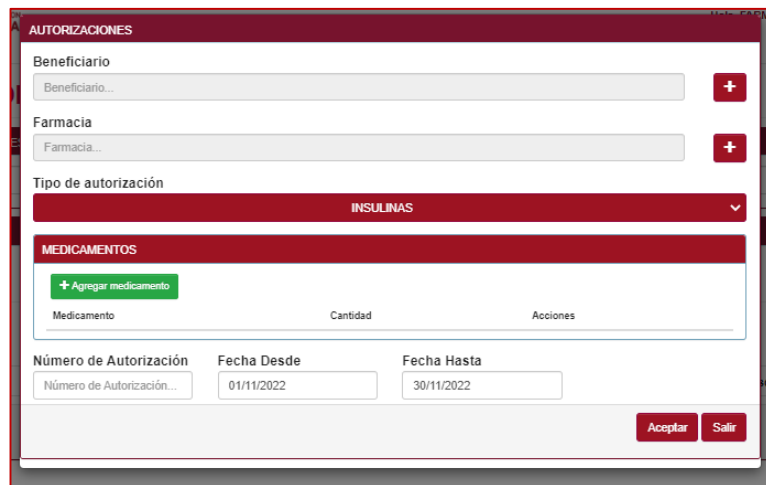 AUTORIZACIONES
Beneficiario
Beneficiario...
+
Farmacia
Farmacia...
+
Tipo de autorización
INSULINAS
MEDICAMENTOS
+ Agregar medicamento
Medicamento Cantidad Acciones
Número de Autorización Fecha Desde Fecha Hasta
Número de Autorización... 01/11/2022 30/11/2022
Aceptar Salir